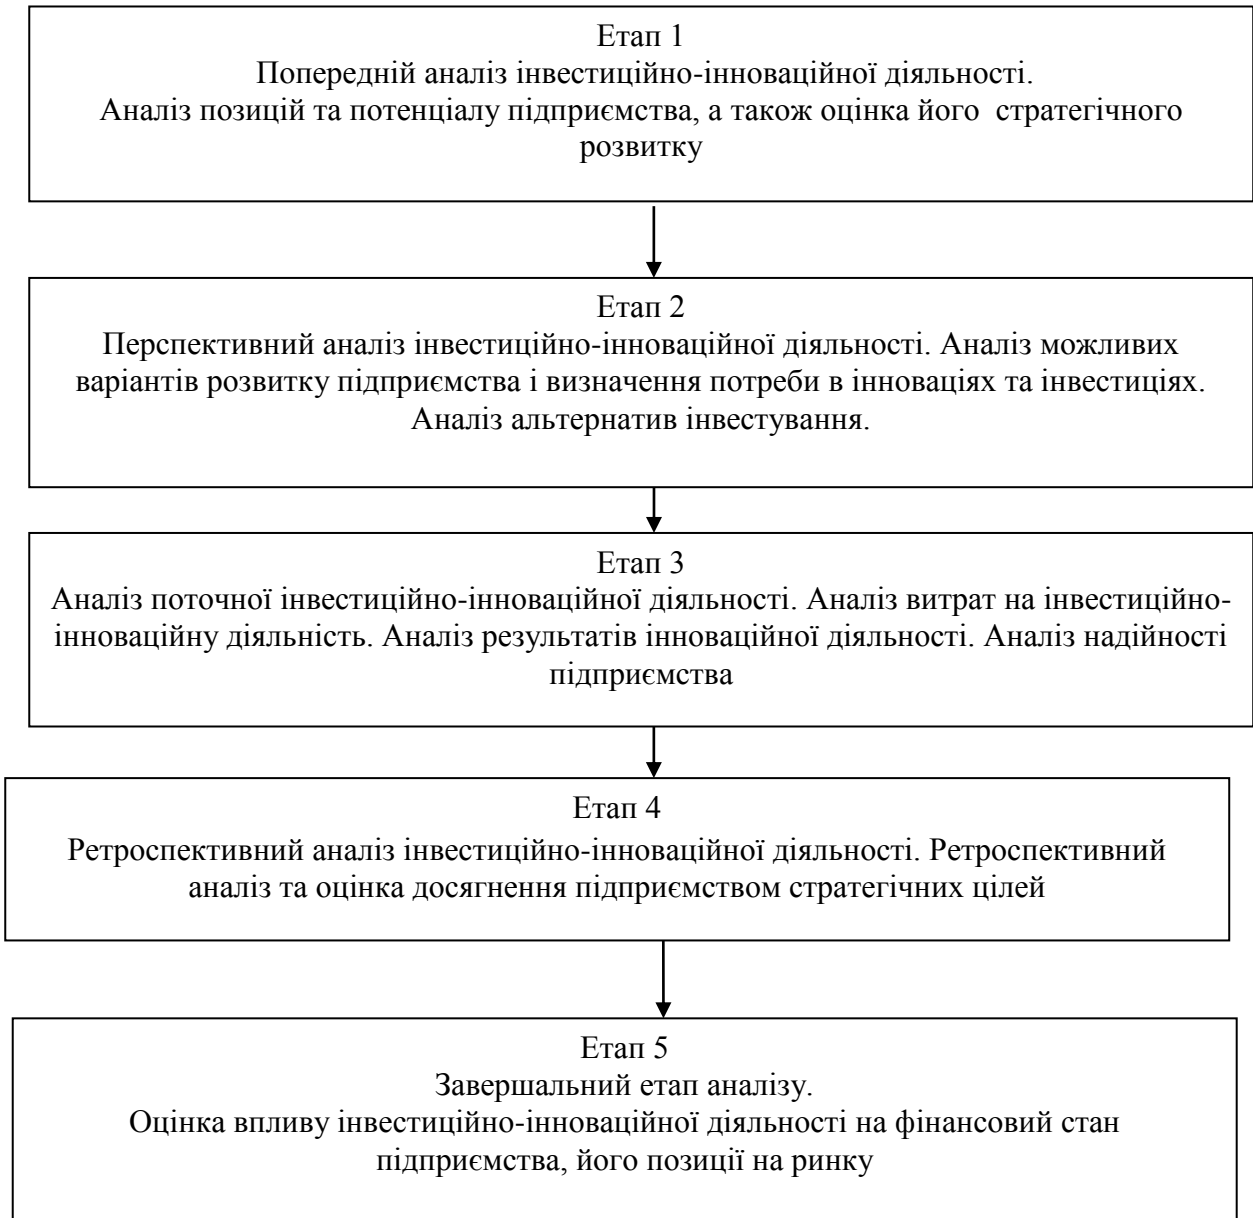 Етап 1
Попередній аналіз інвестиційно-інноваційної діяльності.
Аналіз позицій та потенціалу підприємства, а також оцінка його стратегічного
розвитку
Етап 2
Перспективний аналіз інвестиційно-інноваційної діяльності. Аналіз можливих
варіантів розвитку підприємства і визначення потреби в інноваціях та інвестиціях.
Аналіз альтернатив інвестування.
Етап 3
Аналіз поточної інвестиційно-інноваційної діяльності. Аналіз витрат на інвестиційно-
інноваційну діяльність. Аналіз результатів інноваційної діяльності. Аналіз надійності
підприємства
Етап 4
Ретроспективний аналіз інвестиційно-інноваційної діяльності. Ретроспективний
аналіз та оцінка досягнення підприємством стратегічних цілей
Етап 5
Завершальний етап аналізу.
Оцінка впливу інвестиційно-інноваційної діяльності на фінансовий стан
підприємства, його позиції на ринку